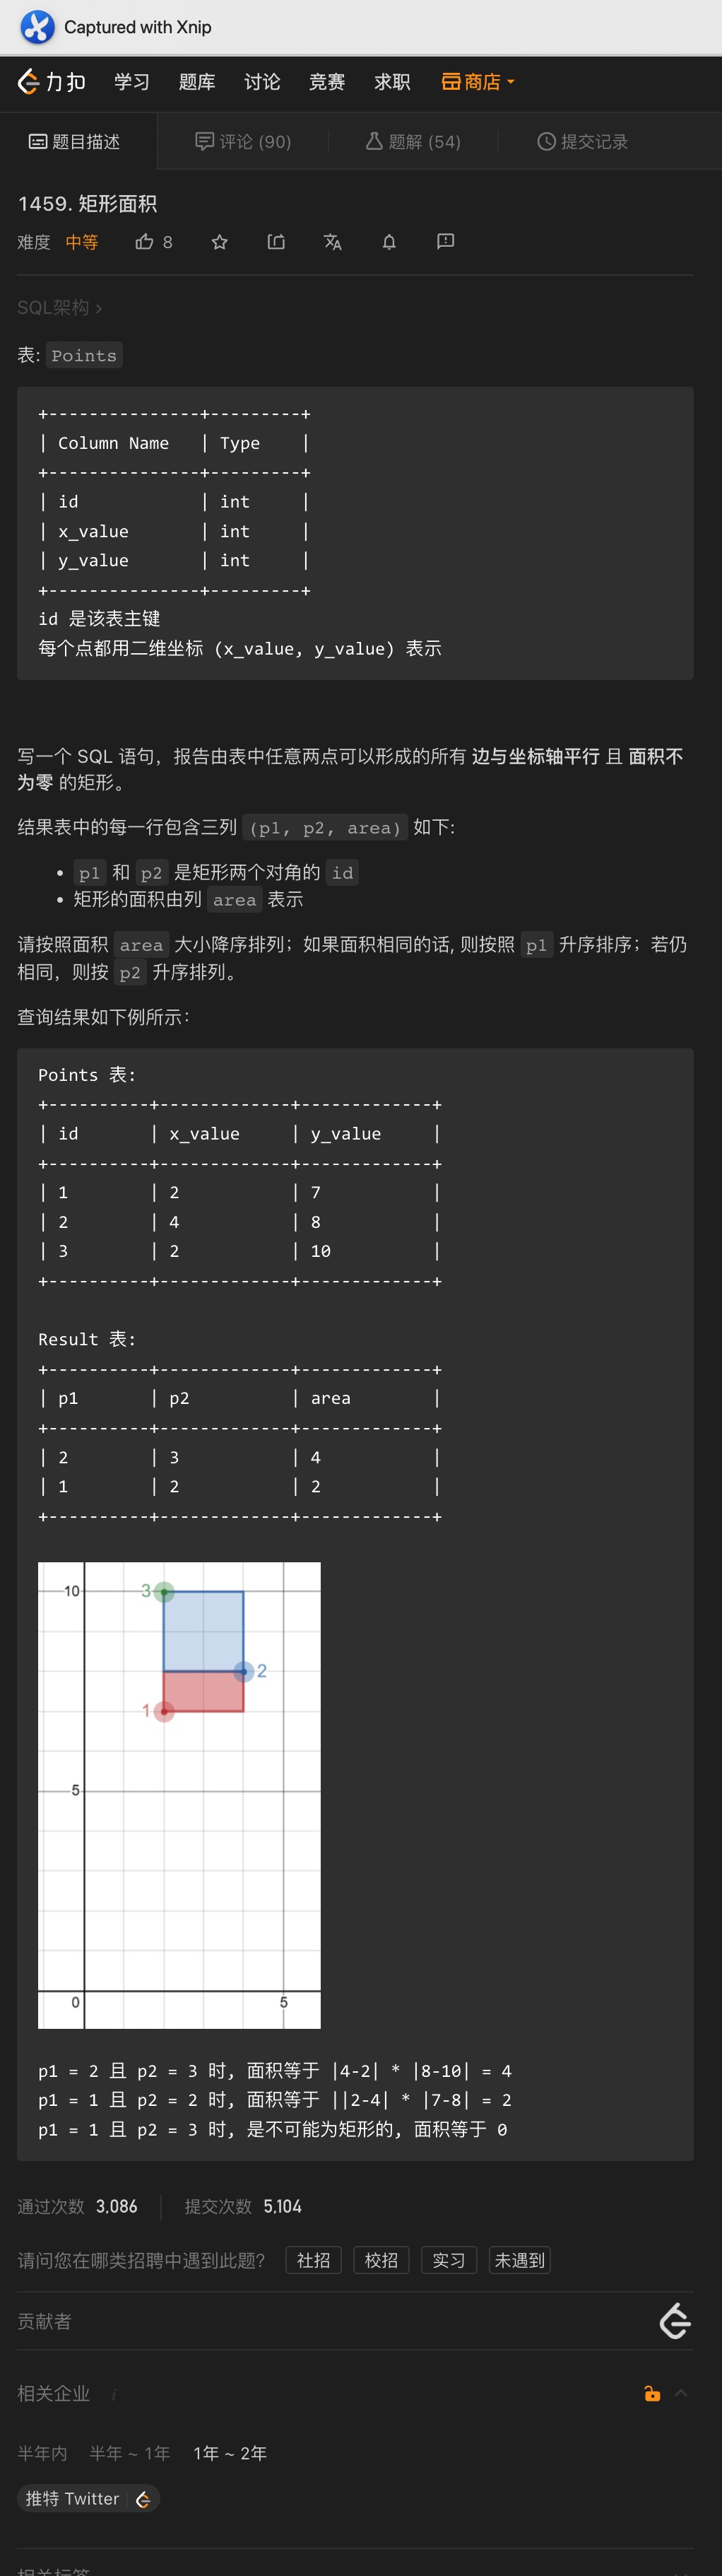 Captured with Xnip
力扣 学习 题库 讨论 竞赛 求职 商店
题目描述 评论 (90) 题解 (54) 提交记录
1459. 矩形面积
难度 中等 8
SQL架构 >
表: Points
+---------------+---------+
| Column Name   | Type    |
+---------------+---------+
| id            | int     |
| x_value       | int     |
| y_value       | int     |
+---------------+---------+
id 是该表主键
每个点都用二维坐标 (x_value, y_value) 表示
写一个 SQL 语句，报告由表中任意两点可以形成的所有 边与坐标轴平行 且 面积不
为零 的矩形。
结果表中的每一行包含三列 (p1, p2, area) 如下:
• p1 和 p2 是矩形两个对角的 id
• 矩形的面积由列 area 表示
请按照面积 area 大小降序排列；如果面积相同的话, 则按照 p1 升序排序；若仍
相同，则按 p2 升序排列。
查询结果如下例所示：
Points 表:
+----------+-------------+-------------+
| id       | x_value     | y_value     |
+----------+-------------+-------------+
| 1        | 2           | 7           |
| 2        | 4           | 8           |
| 3        | 2           | 10          |
+----------+-------------+-------------+
Result 表:
+----------+-------------+-------------+
| p1       | p2          | area        |
+----------+-------------+-------------+
| 2        | 3           | 4           |
| 1        | 2           | 2           |
+----------+-------------+-------------+
10 3
2
1
5
0 5
p1 = 2 且 p2 = 3 时, 面积等于 |4-2| * |8-10| = 4
p1 = 1 且 p2 = 2 时, 面积等于 ||2-4| * |7-8| = 2
p1 = 1 且 p2 = 3 时, 是不可能为矩形的, 面积等于 0
通过次数 3,086 提交次数 5,104
请问您在哪类招聘中遇到此题? 社招 校招 实习 未遇到
贡献者
相关企业 i
半年内 半年 ~ 1年 1年 ~ 2年
推特 Twitter
相关标签